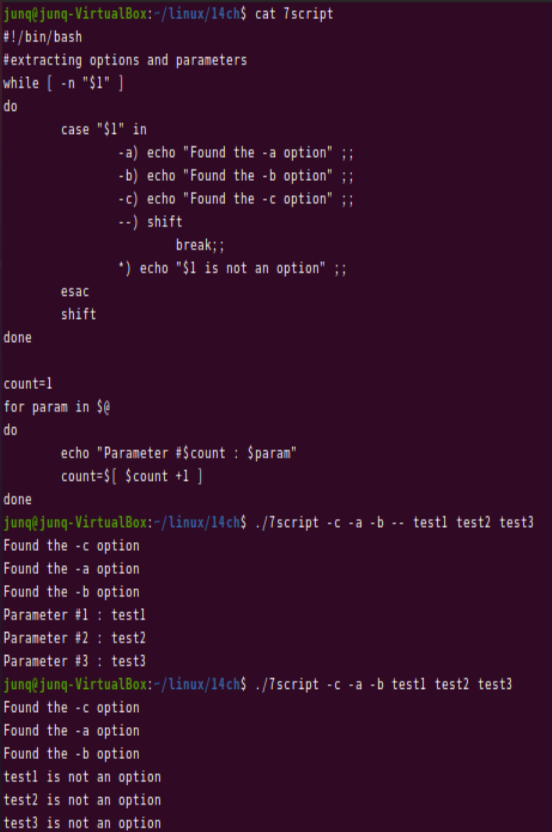 junq@junq-VirtualBox:~/linux/14ch$ cat 7script
#!/bin/bash
#extracting options and parameters
while [ -n "$1" ]
do
        case "$1" in
                -a) echo "Found the -a option" ;;
                -b) echo "Found the -b option" ;;
                -c) echo "Found the -c option" ;;
                --) shift
                        break;;
                *) echo "$1 is not an option" ;;
        esac
        shift
done

count=1
for param in $@
do
        echo "Parameter #$count : $param"
        count=$[ $count +1 ]
done
junq@junq-VirtualBox:~/linux/14ch$ ./7script -c -a -b -- test1 test2 test3
Found the -c option
Found the -a option
Found the -b option
Parameter #1 : test1
Parameter #2 : test2
Parameter #3 : test3
junq@junq-VirtualBox:~/linux/14ch$ ./7script -c -a -b test1 test2 test3
Found the -c option
Found the -a option
Found the -b option
test1 is not an option
test2 is not an option
test3 is not an option